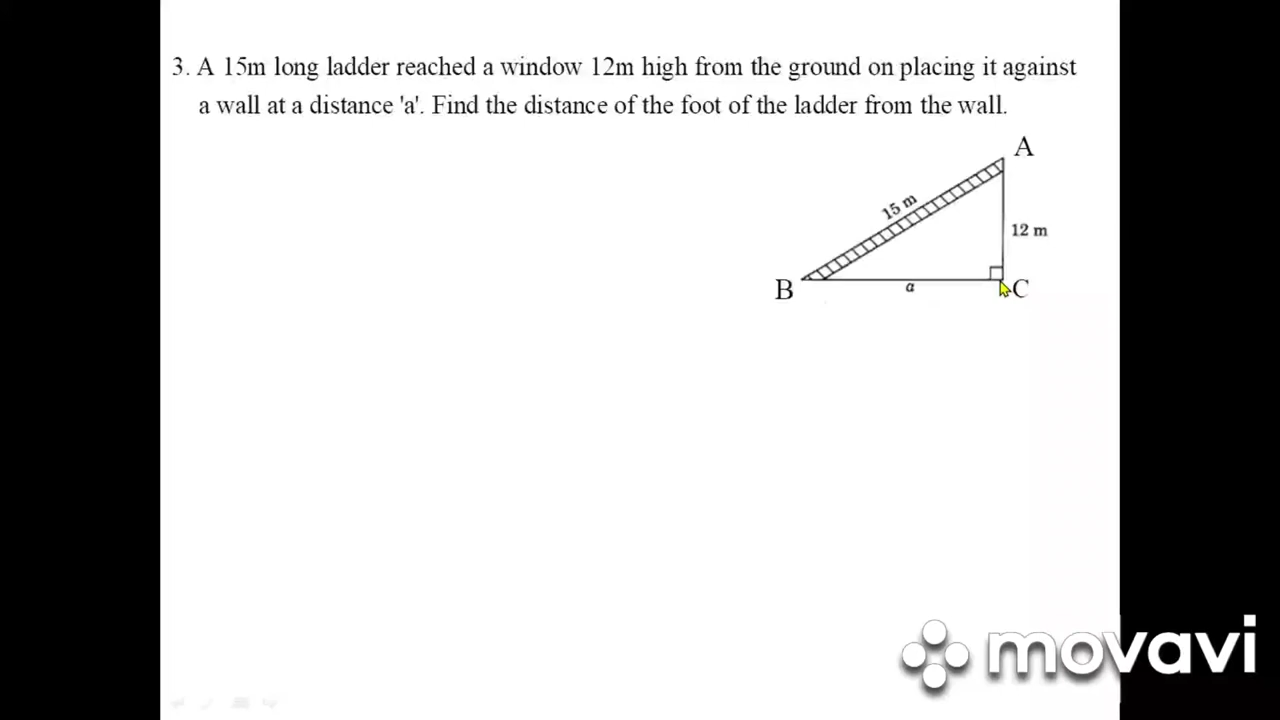 3. A 15m long ladder reached a window 12m high from the ground on placing it against
a wall at a distance 'a'. Find the distance of the foot of the ladder from the wall.
A
15 m
12 m
B
a
C
movavi